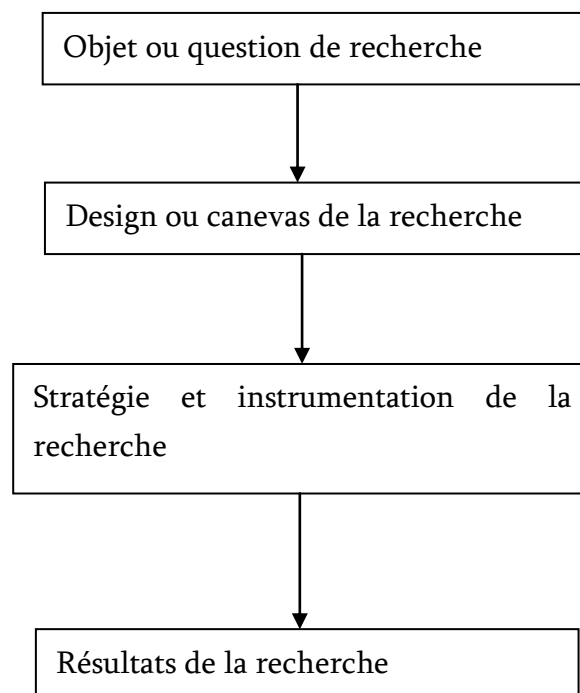 Objet ou question de recherche
Design ou canevas de la recherche
Stratégie et instrumentation de la
recherche
Résultats de la recherche